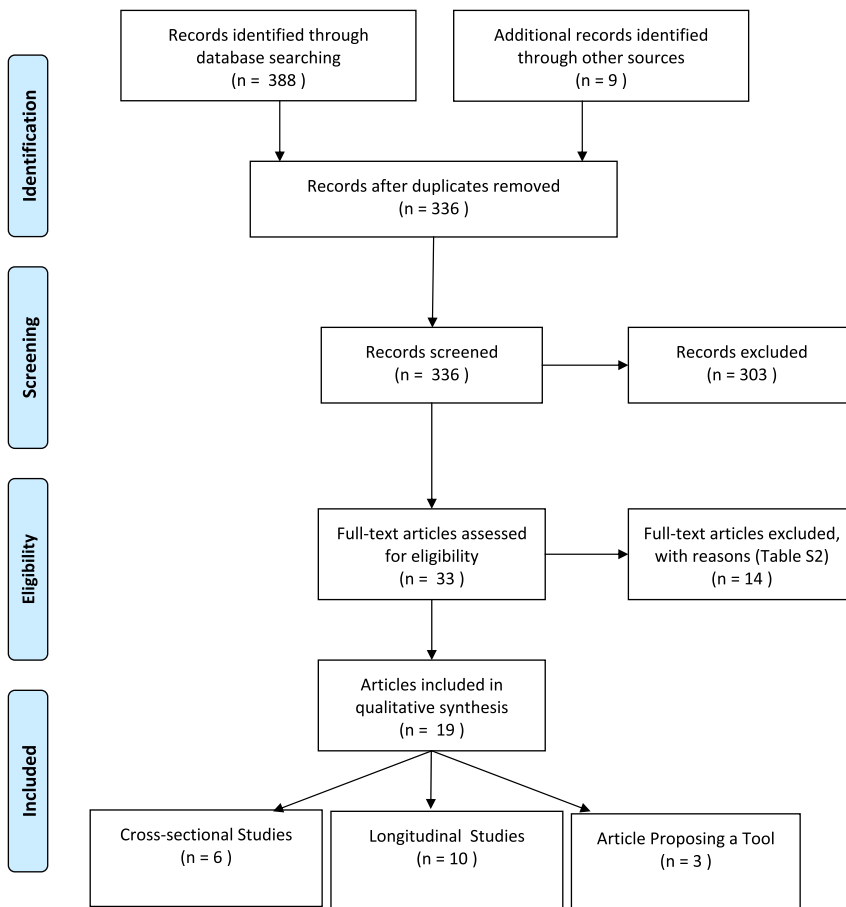 Records identified through
database searching
(n = 388 )
Additional records identified
through other sources
(n = 9 )
Identification
Records after duplicates removed
(n = 336 )
Screening
Records screened
(n = 336 )
Records excluded
(n = 303 )
Eligibility
Full-text articles assessed
for eligibility
(n = 33 )
Full-text articles excluded,
with reasons (Table S2)
(n = 14 )
Included
Articles included in
qualitative synthesis
(n = 19 )
Cross-sectional Studies
(n = 6 )
Longitudinal Studies
(n = 10 )
Article Proposing a Tool
(n = 3 )